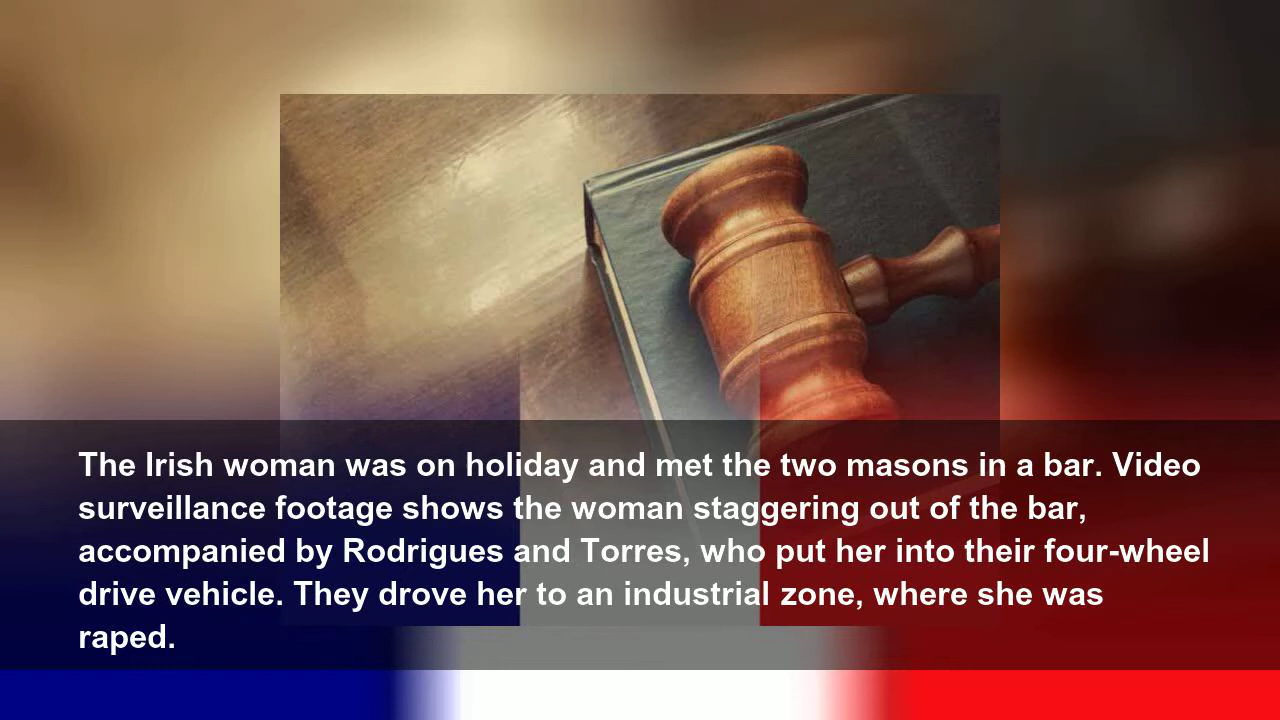 The Irish woman was on holiday and met the two masons in a bar. Video
surveillance footage shows the woman staggering out of the bar,
accompanied by Rodrigues and Torres, who put her into their four-wheel
drive vehicle. They drove her to an industrial zone, where she was
raped.